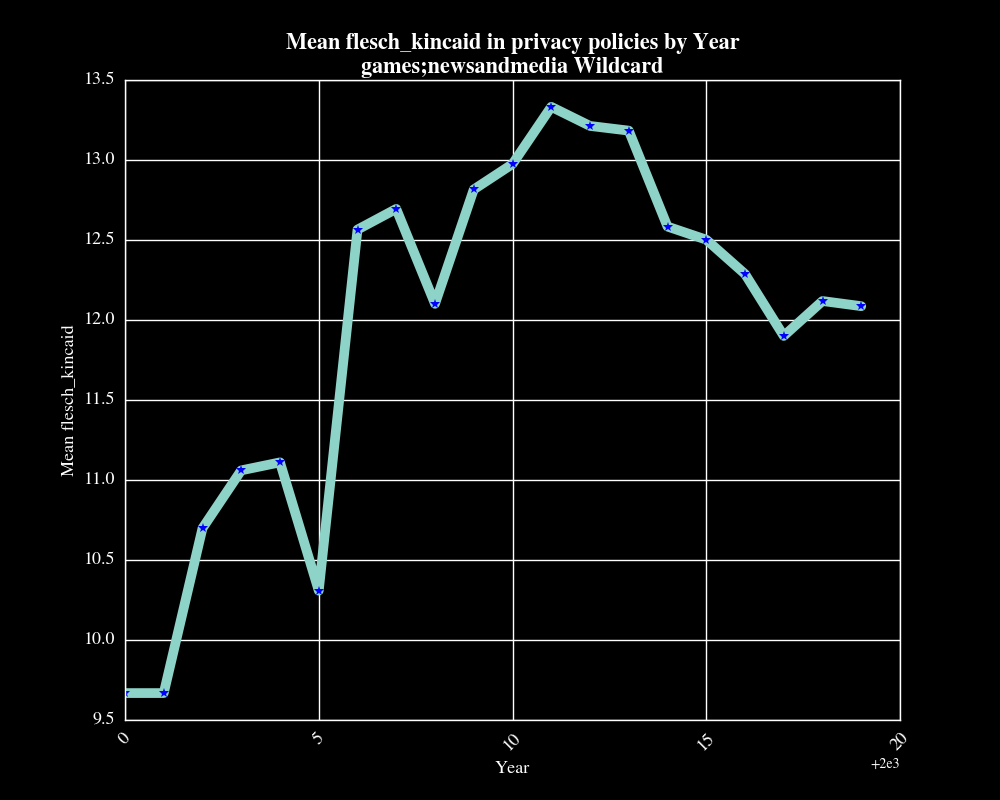 Mean flesch_kincaid in privacy policies by Year
games;newsandmedia Wildcard
13.5
13.0
12.5
12.0
11.5
11.0
10.5
10.0
9.5
Mean flesch_kincaid
0
5
10
15
20
+2e3
Year